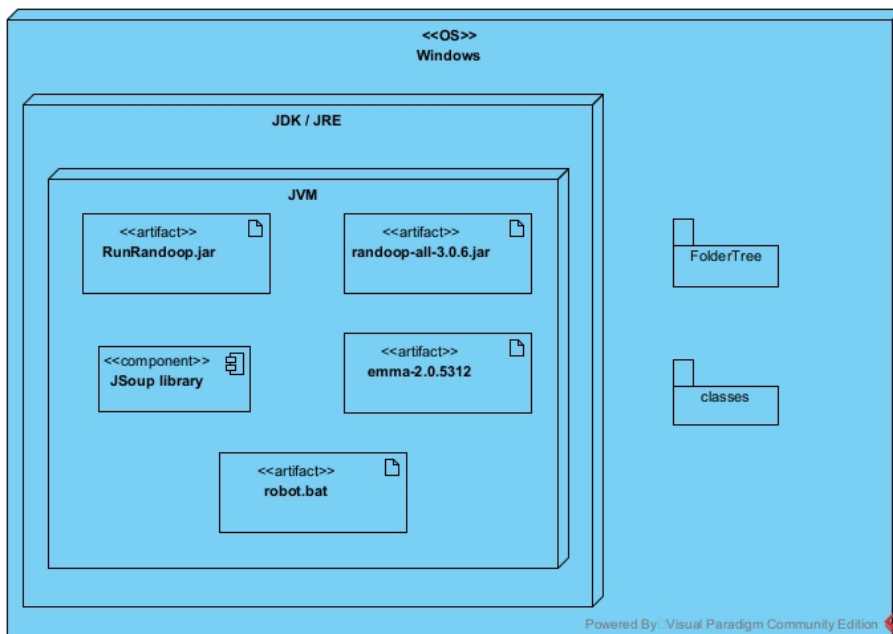 <<OS>>
Windows
JDK / JRE
JVM
<<artifact>>
RunRandoop.jar
<<artifact>>
randoop-all-3.0.6.jar
FolderTree
<<component>>
JSoup library
<<artifact>>
emma-2.0.5312
classes
<<artifact>>
robot.bat
Powered By Visual Paradigm Community Edition